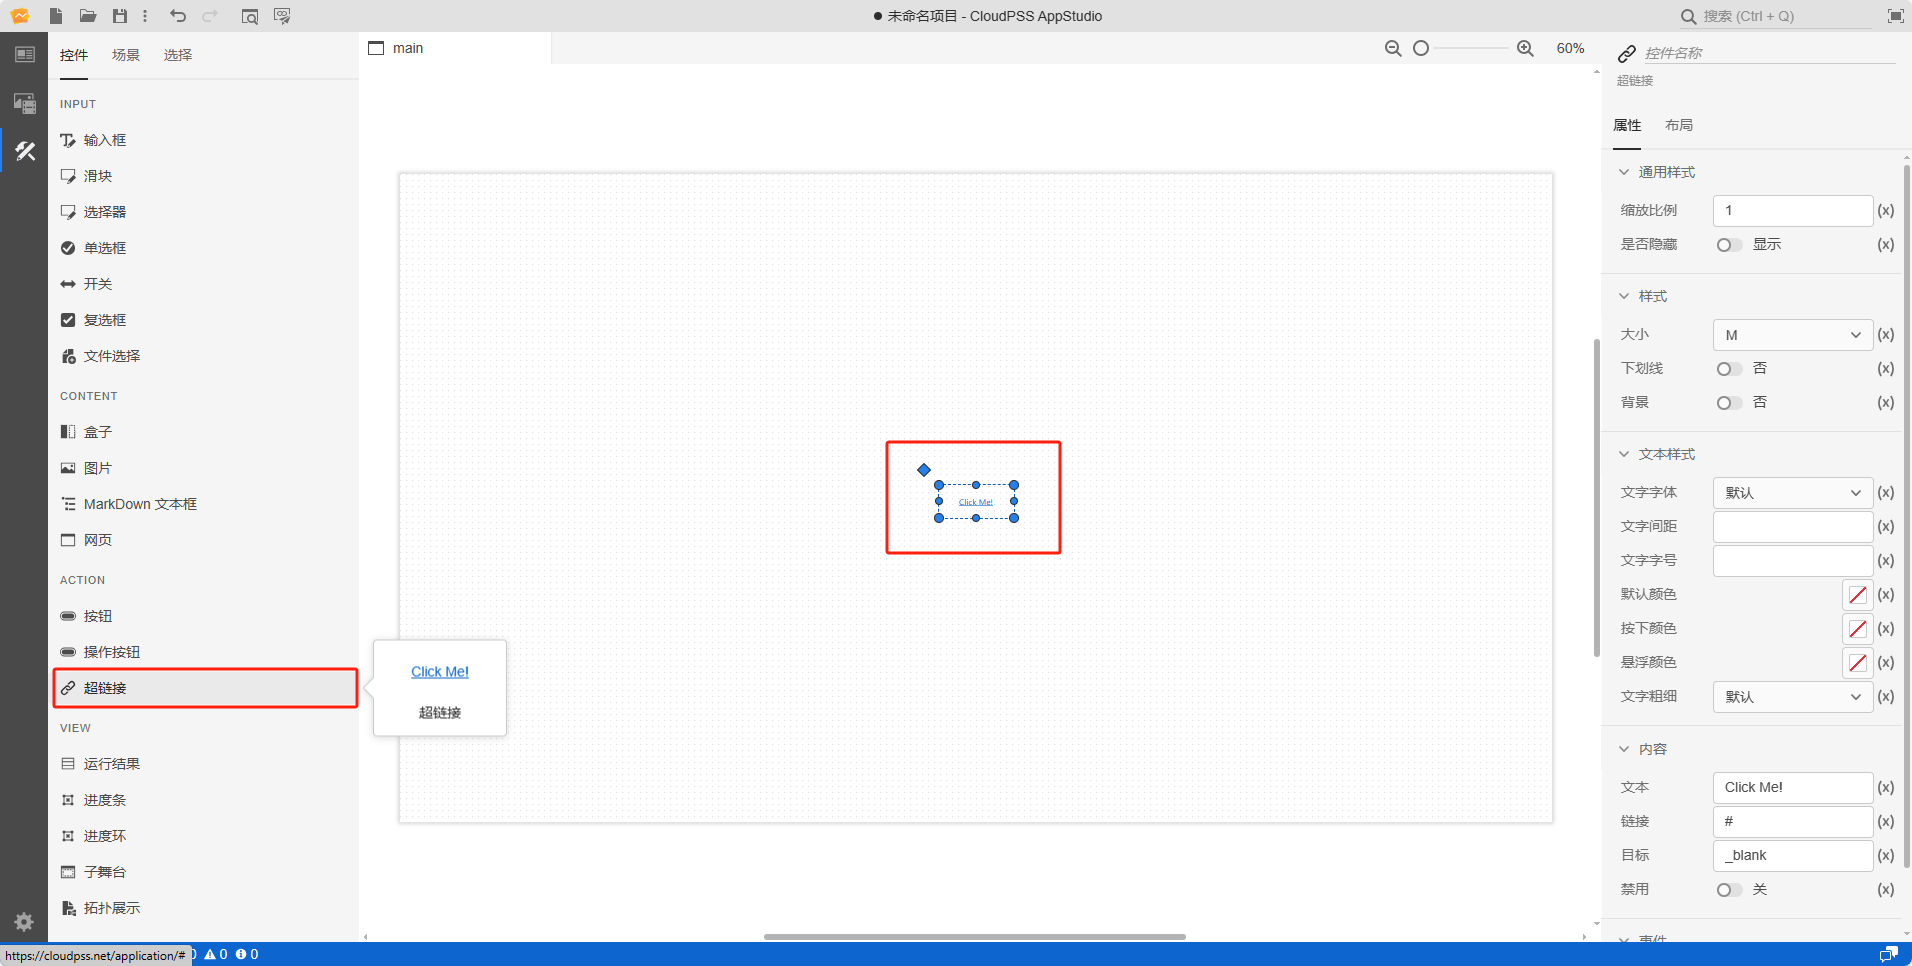 未命名项目 - CloudPSS AppStudio
搜索 (Ctrl + Q)
控件 场景 选择
main
60%
INPUT
输入框
滑块
选择器
单选框
开关
复选框
文件选择
CONTENT
盒子
图片
MarkDown 文本框
网页
ACTION
按钮
操作按钮
超链接
VIEW
运行结果
进度条
进度环
子舞台
拓扑展示
Click Me!
超链接
Click Me!
控件名称
超链接
属性 布局
通用样式
缩放比例 1 (x)
是否隐藏 显示 (x)
样式
大小 M (x)
下划线 否 (x)
背景 否 (x)
文本样式
文字字体 默认 (x)
文字间距 (x)
文字字号 (x)
默认颜色 (x)
按下颜色 (x)
悬浮颜色 (x)
文字粗细 默认 (x)
内容
文本 Click Me! (x)
链接 # (x)
目标 _blank (x)
禁用 关 (x)
事件
https://cloudpss.net/application/# 0 0 0